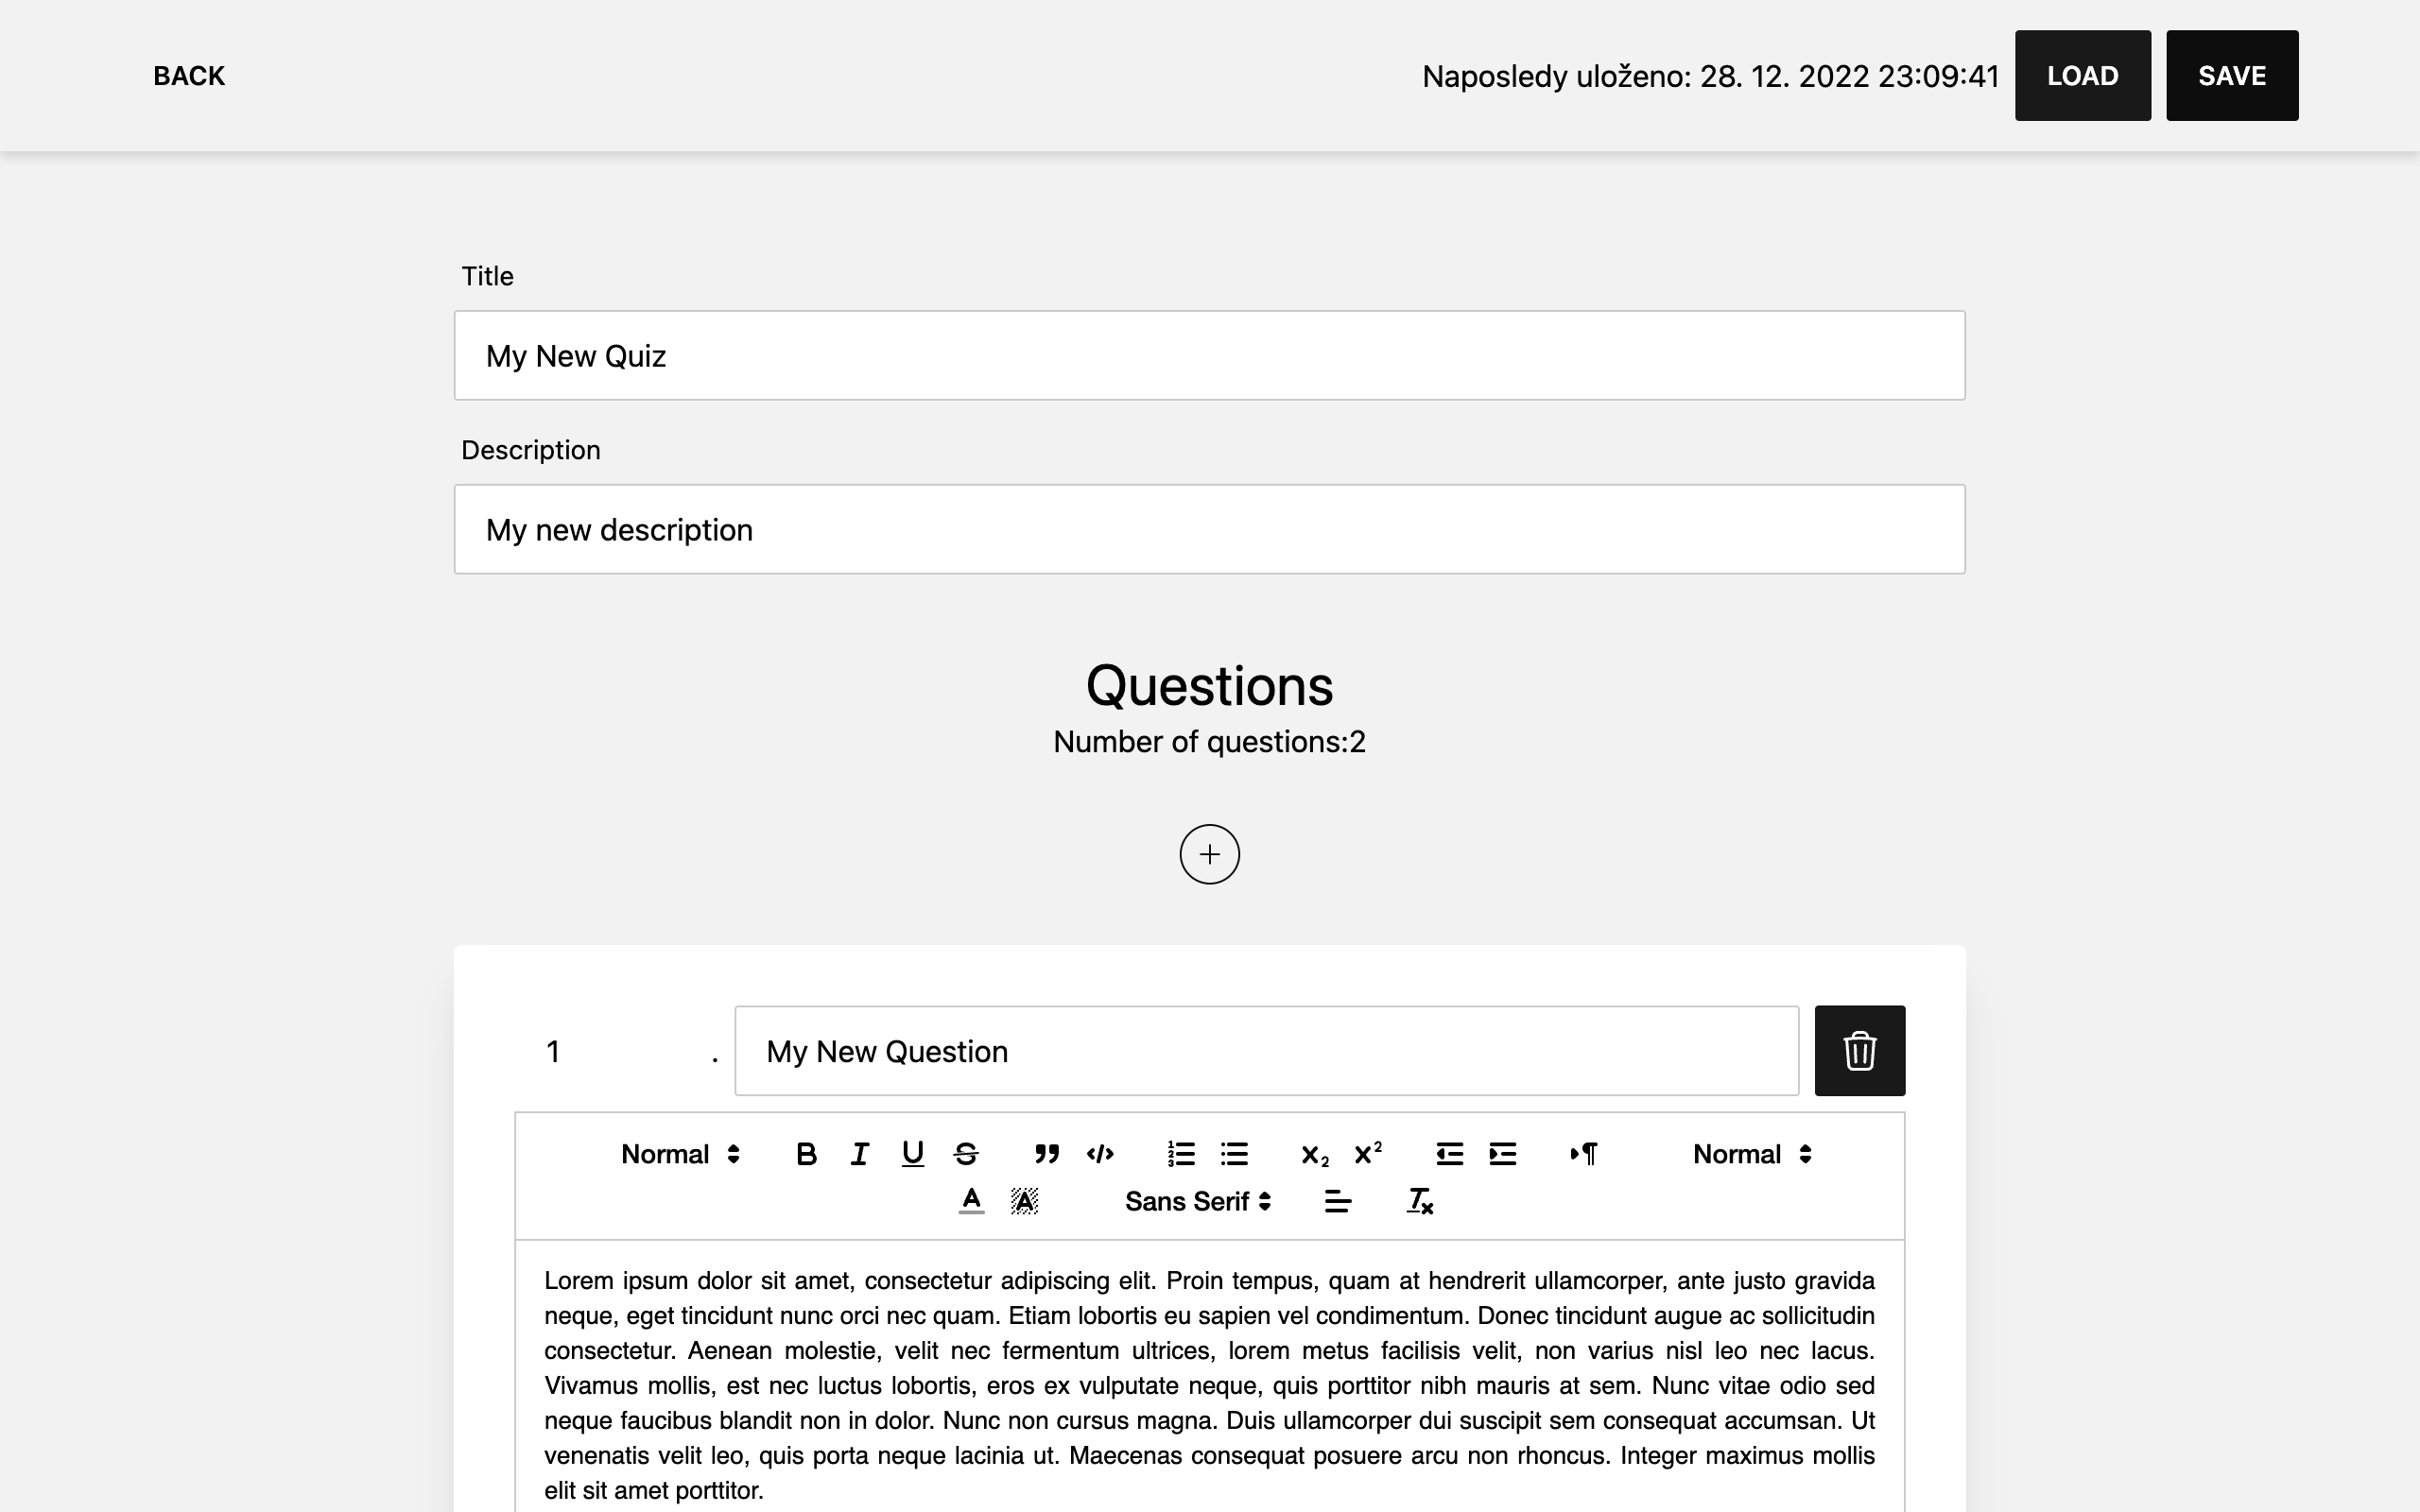 BACK
Naposledy uloženo: 28. 12. 2022 23:09:41
LOAD
SAVE
Title
My New Quiz
Description
My new description
Questions
Number of questions:2
1 .
My New Question
Normal
Normal
Sans Serif
Lorem ipsum dolor sit amet, consectetur adipiscing elit. Proin tempus, quam at hendrerit ullamcorper, ante justo gravida
neque, eget tincidunt nunc orci nec quam. Etiam lobortis eu sapien vel condimentum. Donec tincidunt augue ac sollicitudin
consectetur. Aenean molestie, velit nec fermentum ultrices, lorem metus facilisis velit, non varius nisl leo nec lacus.
Vivamus mollis, est nec luctus lobortis, eros ex vulputate neque, quis porttitor nibh mauris at sem. Nunc vitae odio sed
neque faucibus blandit non in dolor. Nunc non cursus magna. Duis ullamcorper dui suscipit sem consequat accumsan. Ut
venenatis velit leo, quis porta neque lacinia ut. Maecenas consequat posuere arcu non rhoncus. Integer maximus mollis
elit sit amet porttitor.